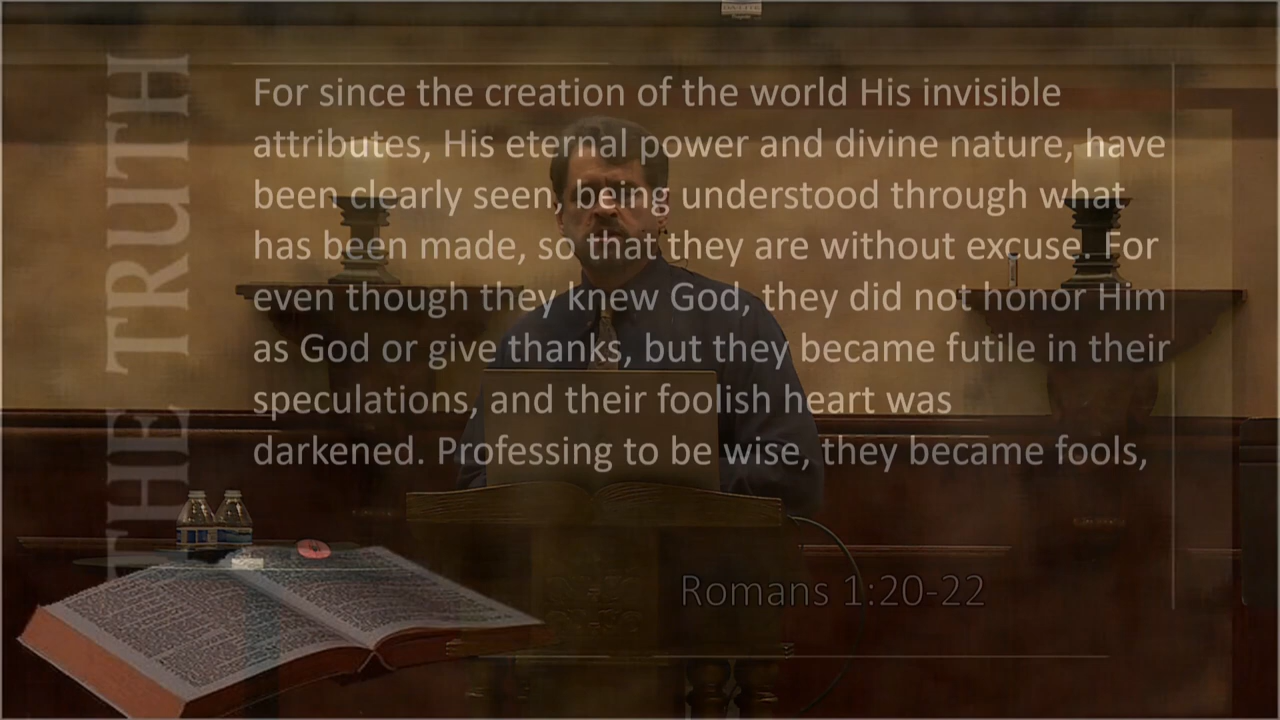 THE TRUTH
For since the creation of the world His invisible
attributes, His eternal power and divine nature, have
been clearly seen, being understood through what
has been made, so that they are without excuse. For
even though they knew God, they did not honor Him
as God or give thanks, but they became futile in their
speculations, and their foolish heart was
darkened. Professing to be wise, they became fools,
Romans 1:20-22